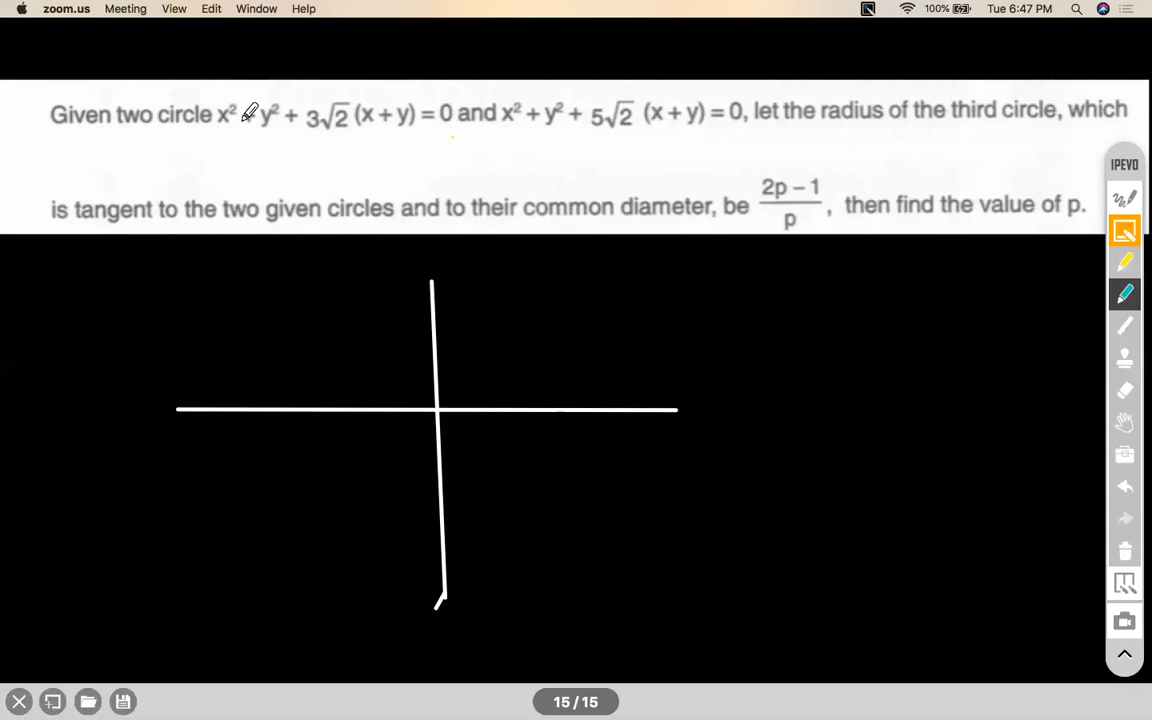 zoom.us Meeting View Edit Window Help 100% Tue 6:47 PM
Given two circle x² + y² + 3√2 (x + y) = 0 and x² + y² + 5√2 (x + y) = 0, let the radius of the third circle, which
is tangent to the two given circles and to their common diameter, be (2p – 1)/p, then find the value of p.
IPEVO
15 / 15